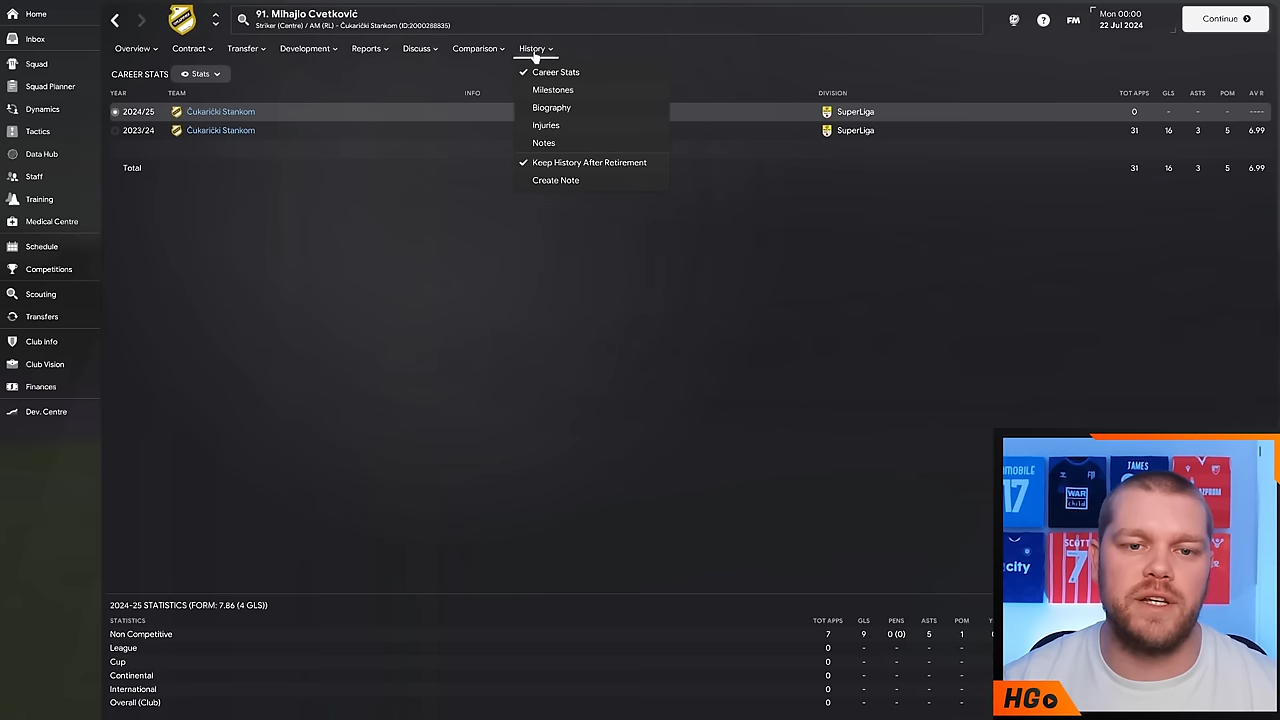 Home
Inbox
Squad
Squad Planner
Dynamics
Tactics
Data Hub
Staff
Training
Medical Centre
Schedule
Competitions
Scouting
Transfers
Club Info
Club Vision
Finances
Dev. Centre
91. Mihajlo Cvetković
Striker (Centre) / AM (RL) - Čukarički Stankom (ID:2000268835)
FM
Mon 00:00
22 Jul 2024
Continue
Overview Contract Transfer Development Reports Discuss Comparison History
CAREER STATS Stats
Career Stats
Milestones
Biography
Injuries
Notes
Keep History After Retirement
Create Note
YEAR TEAM INFO DIVISION TOT APPS GLS ASTS POM AV R
2024/25 Čukarički Stankom SuperLiga 0 - - - ----
2023/24 Čukarički Stankom SuperLiga 31 16 3 5 6.99
Total 31 16 3 5 6.99
2024-25 STATISTICS (FORM: 7.86 (4 GLS))
STATISTICS TOT APPS GLS PENS ASTS POM
Non Competitive 7 9 0 (0) 5 1
League 0 - - - -
Cup 0 - - - -
Continental 0 - - - -
International 0 - - - -
Overall (Club) 0 - - - -
17
WAR
child
JAMES
SCOTT
7
city
HG